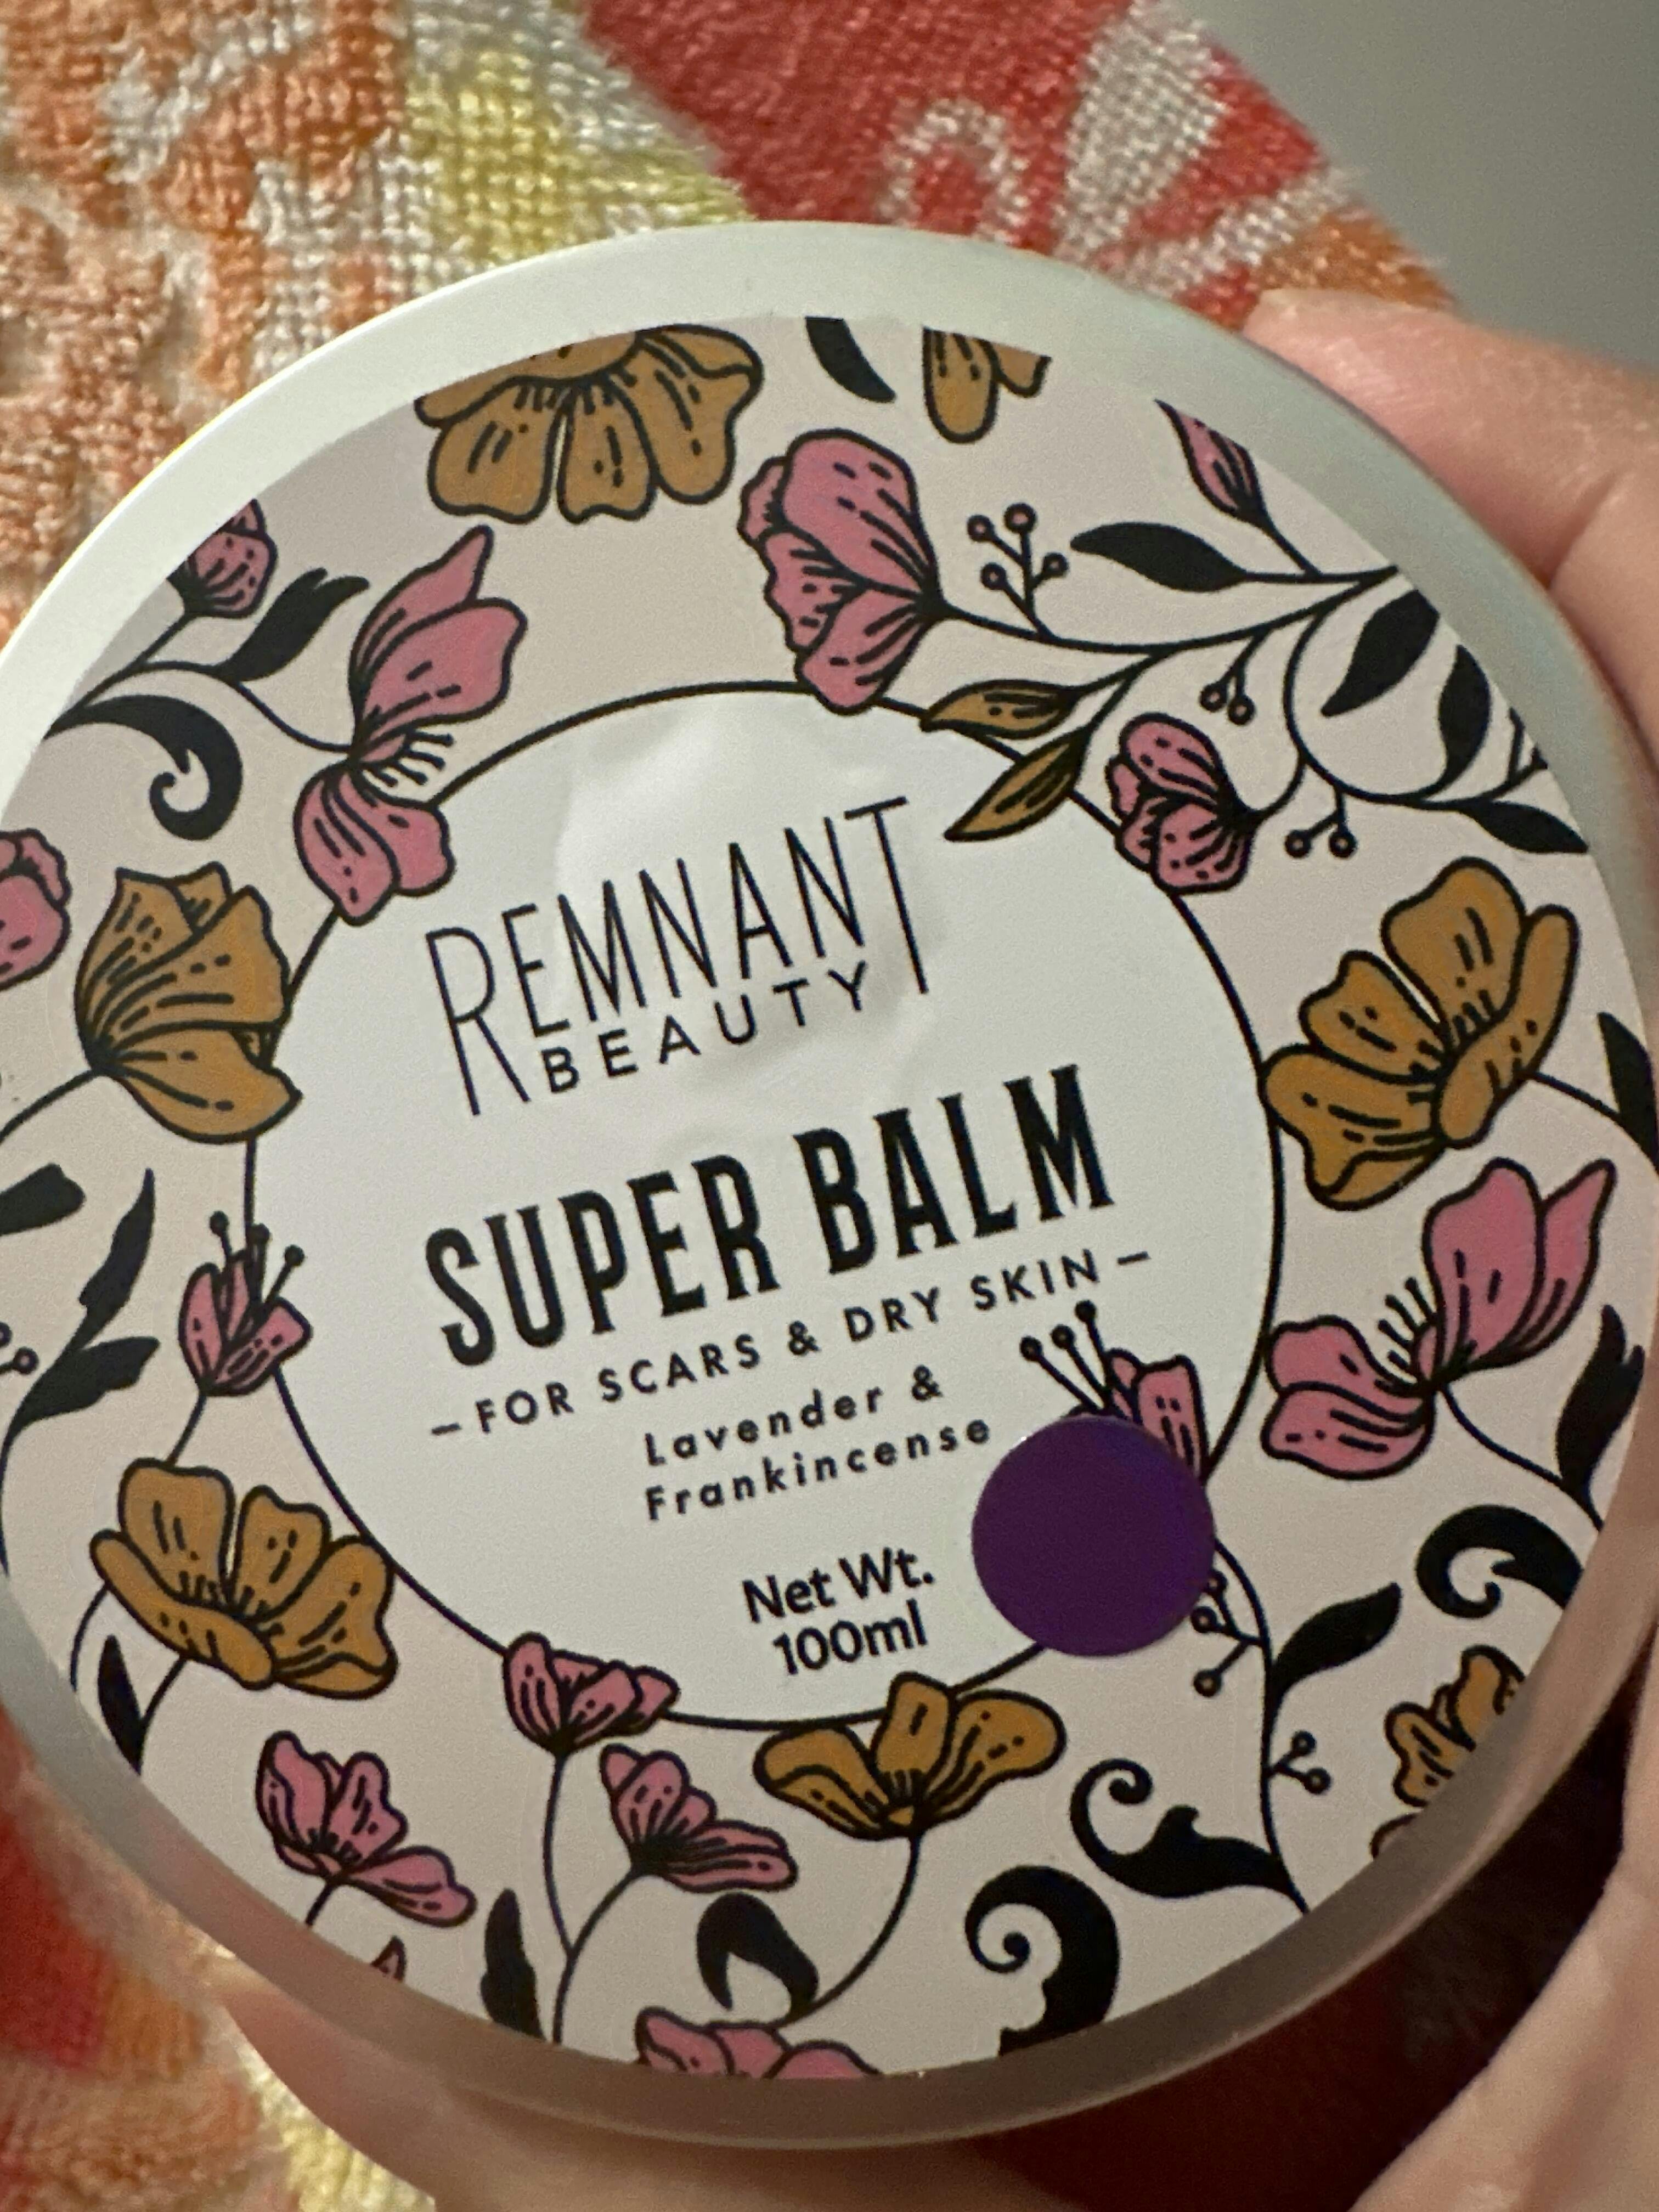 REMNANT
BEAUTY
SUPER BALM
–FOR SCARS & DRY SKIN–
Lavender &
Frankincense
Net Wt.
100ml